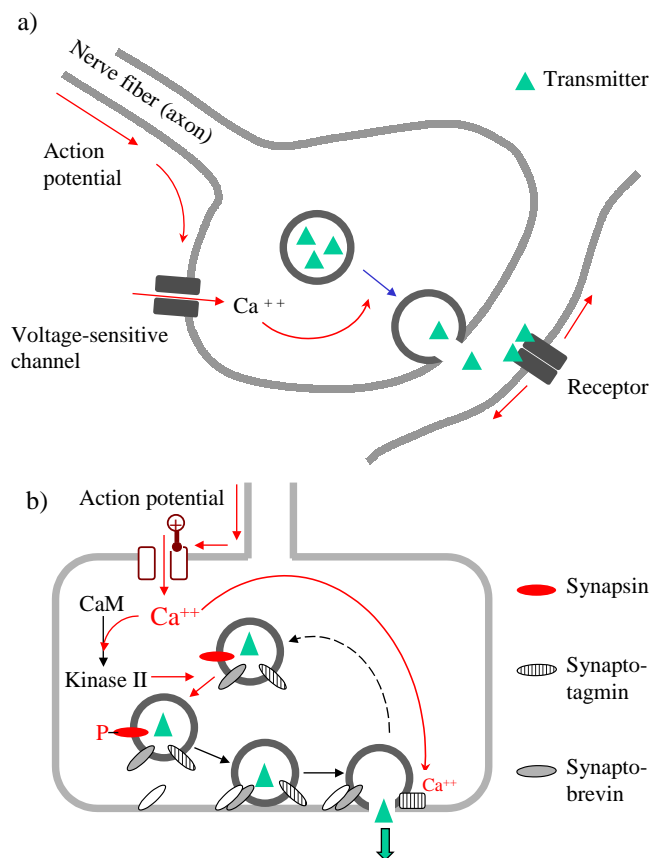 a)
Nerve fiber (axon)
Transmitter
Action
potential
Ca ++
Voltage-sensitive
channel
Receptor
b)
Action potential
+
Synapsin
CaM
Ca++
Kinase II
Synapto-
tagmin
P
Ca++
Synapto-
brevin